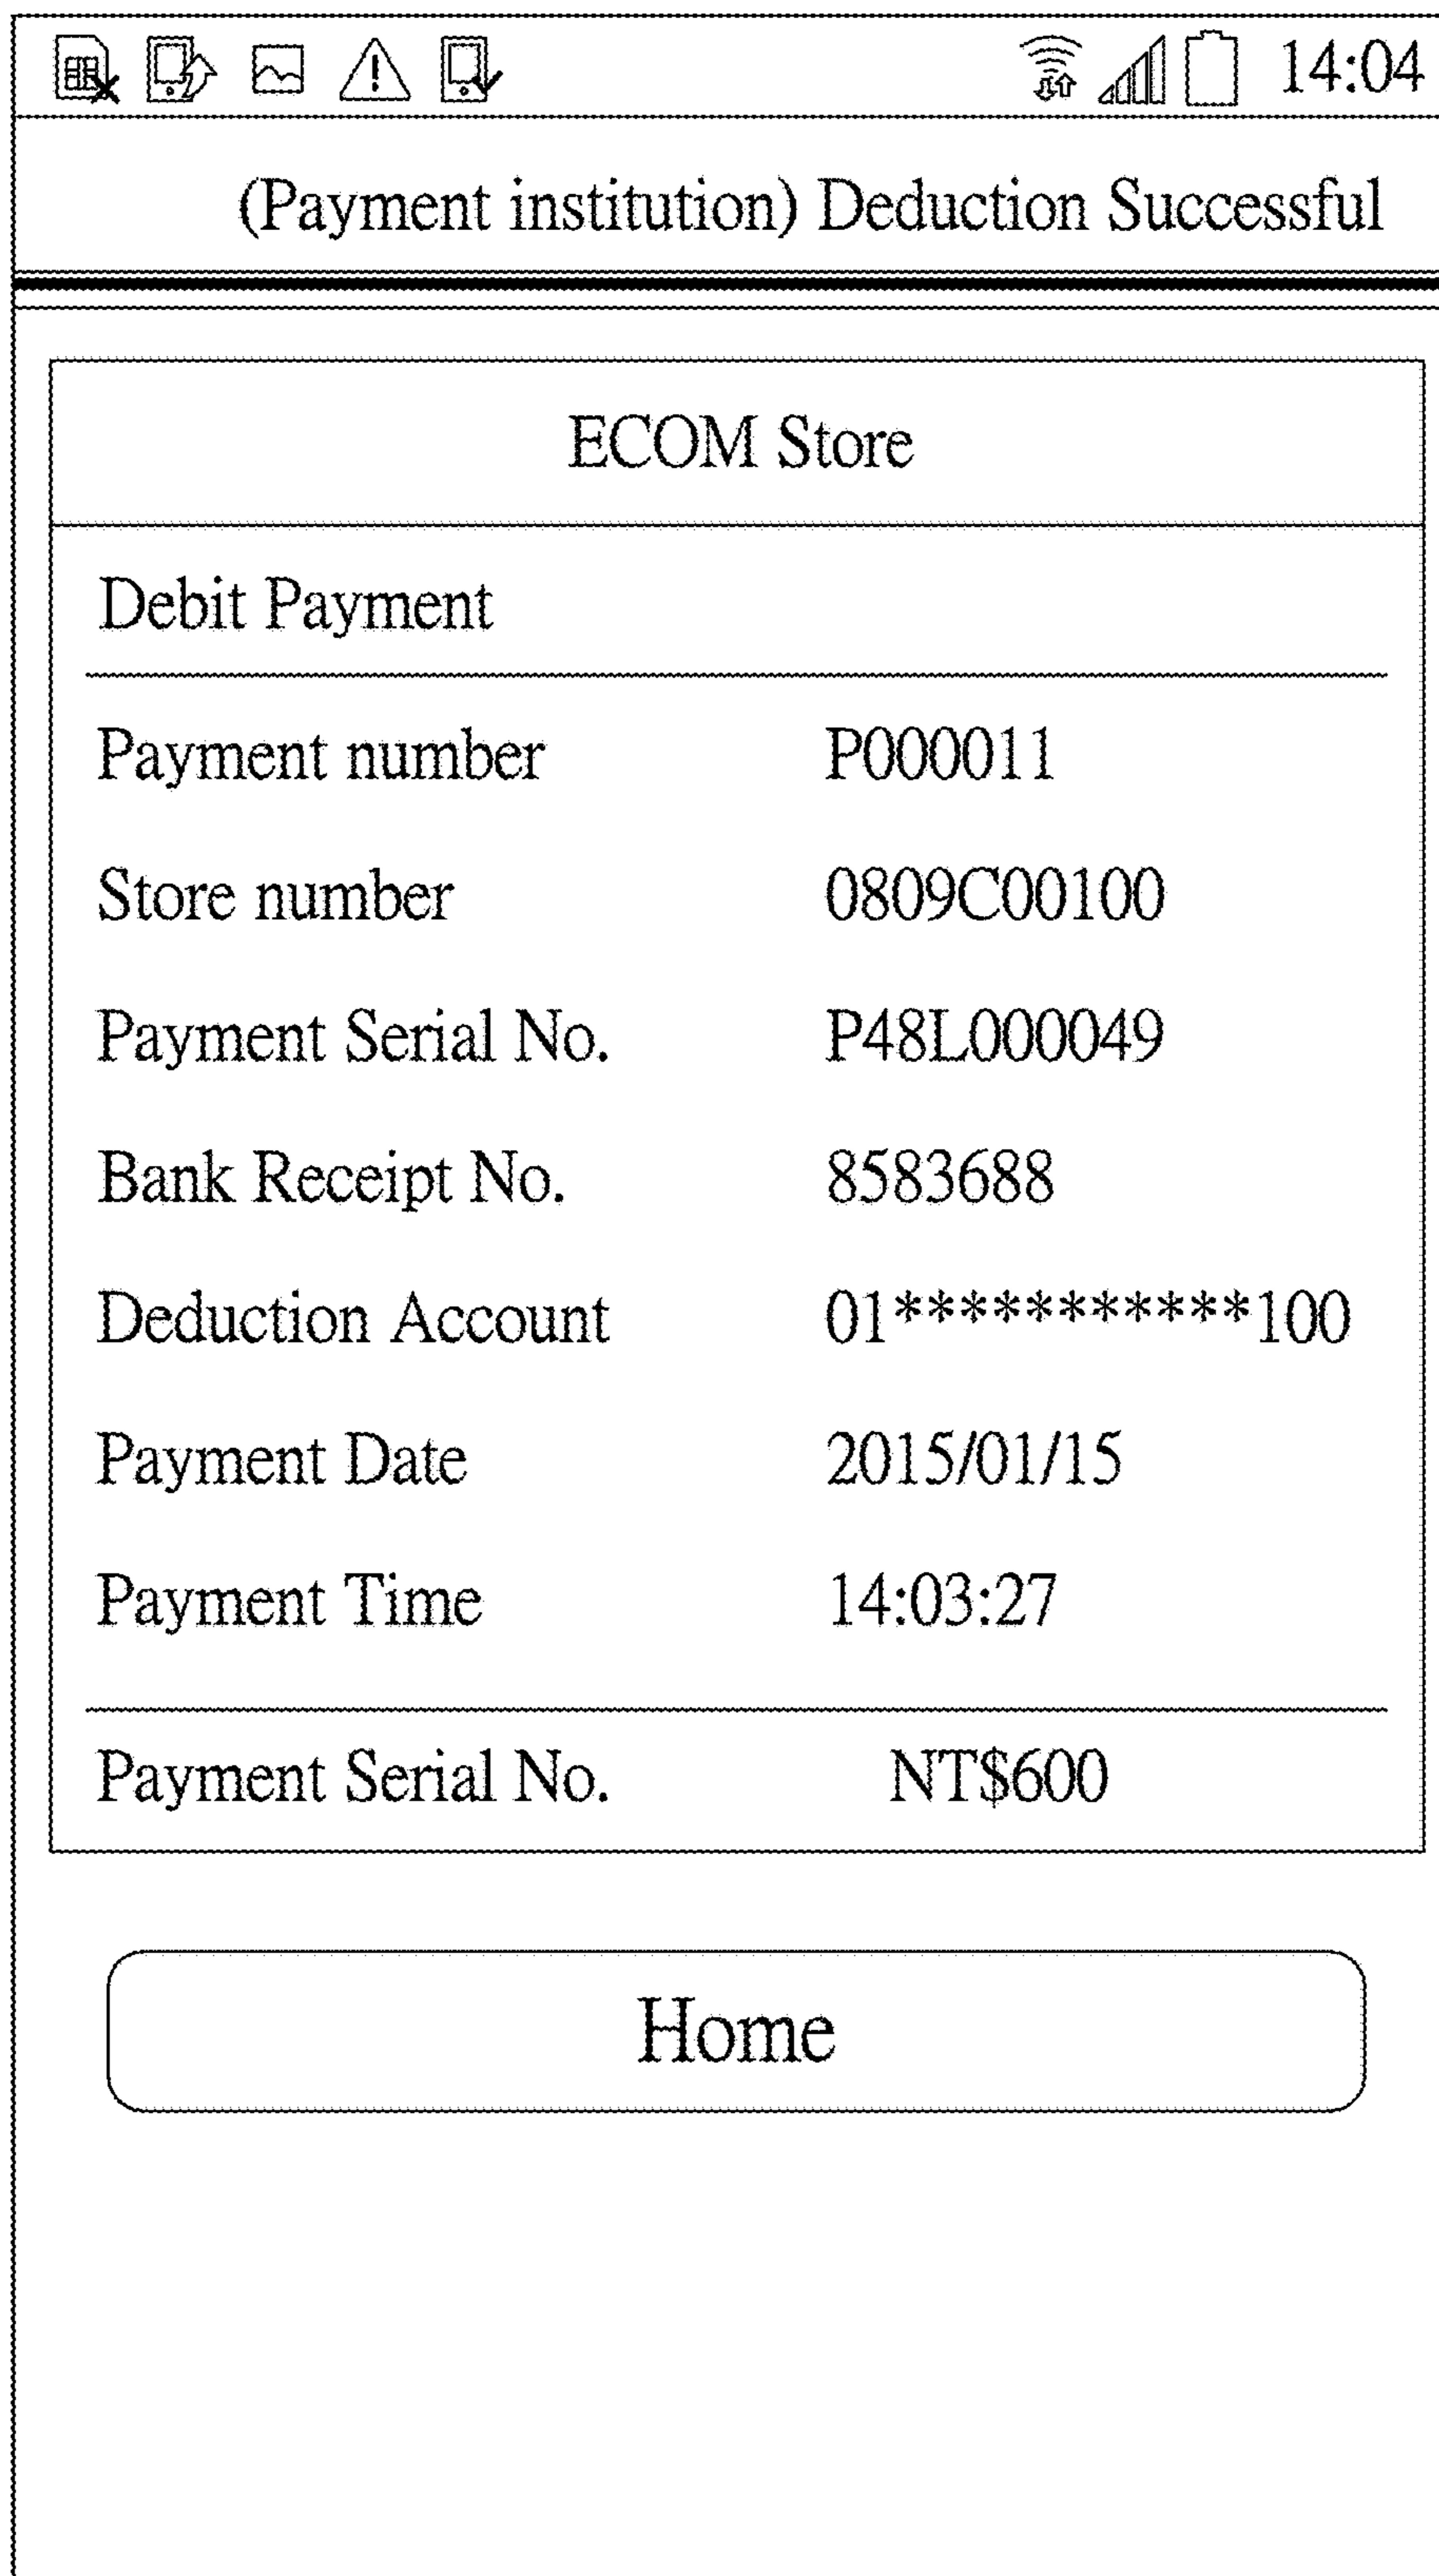 14:04
(Payment institution) Deduction Successful
ECOM Store
Debit Payment
Payment number P000011
Store number 0809C00100
Payment Serial No. P48L000049
Bank Receipt No. 8583688
Deduction Account 01***********100
Payment Date 2015/01/15
Payment Time 14:03:27
Payment Serial No. NT$600
Home